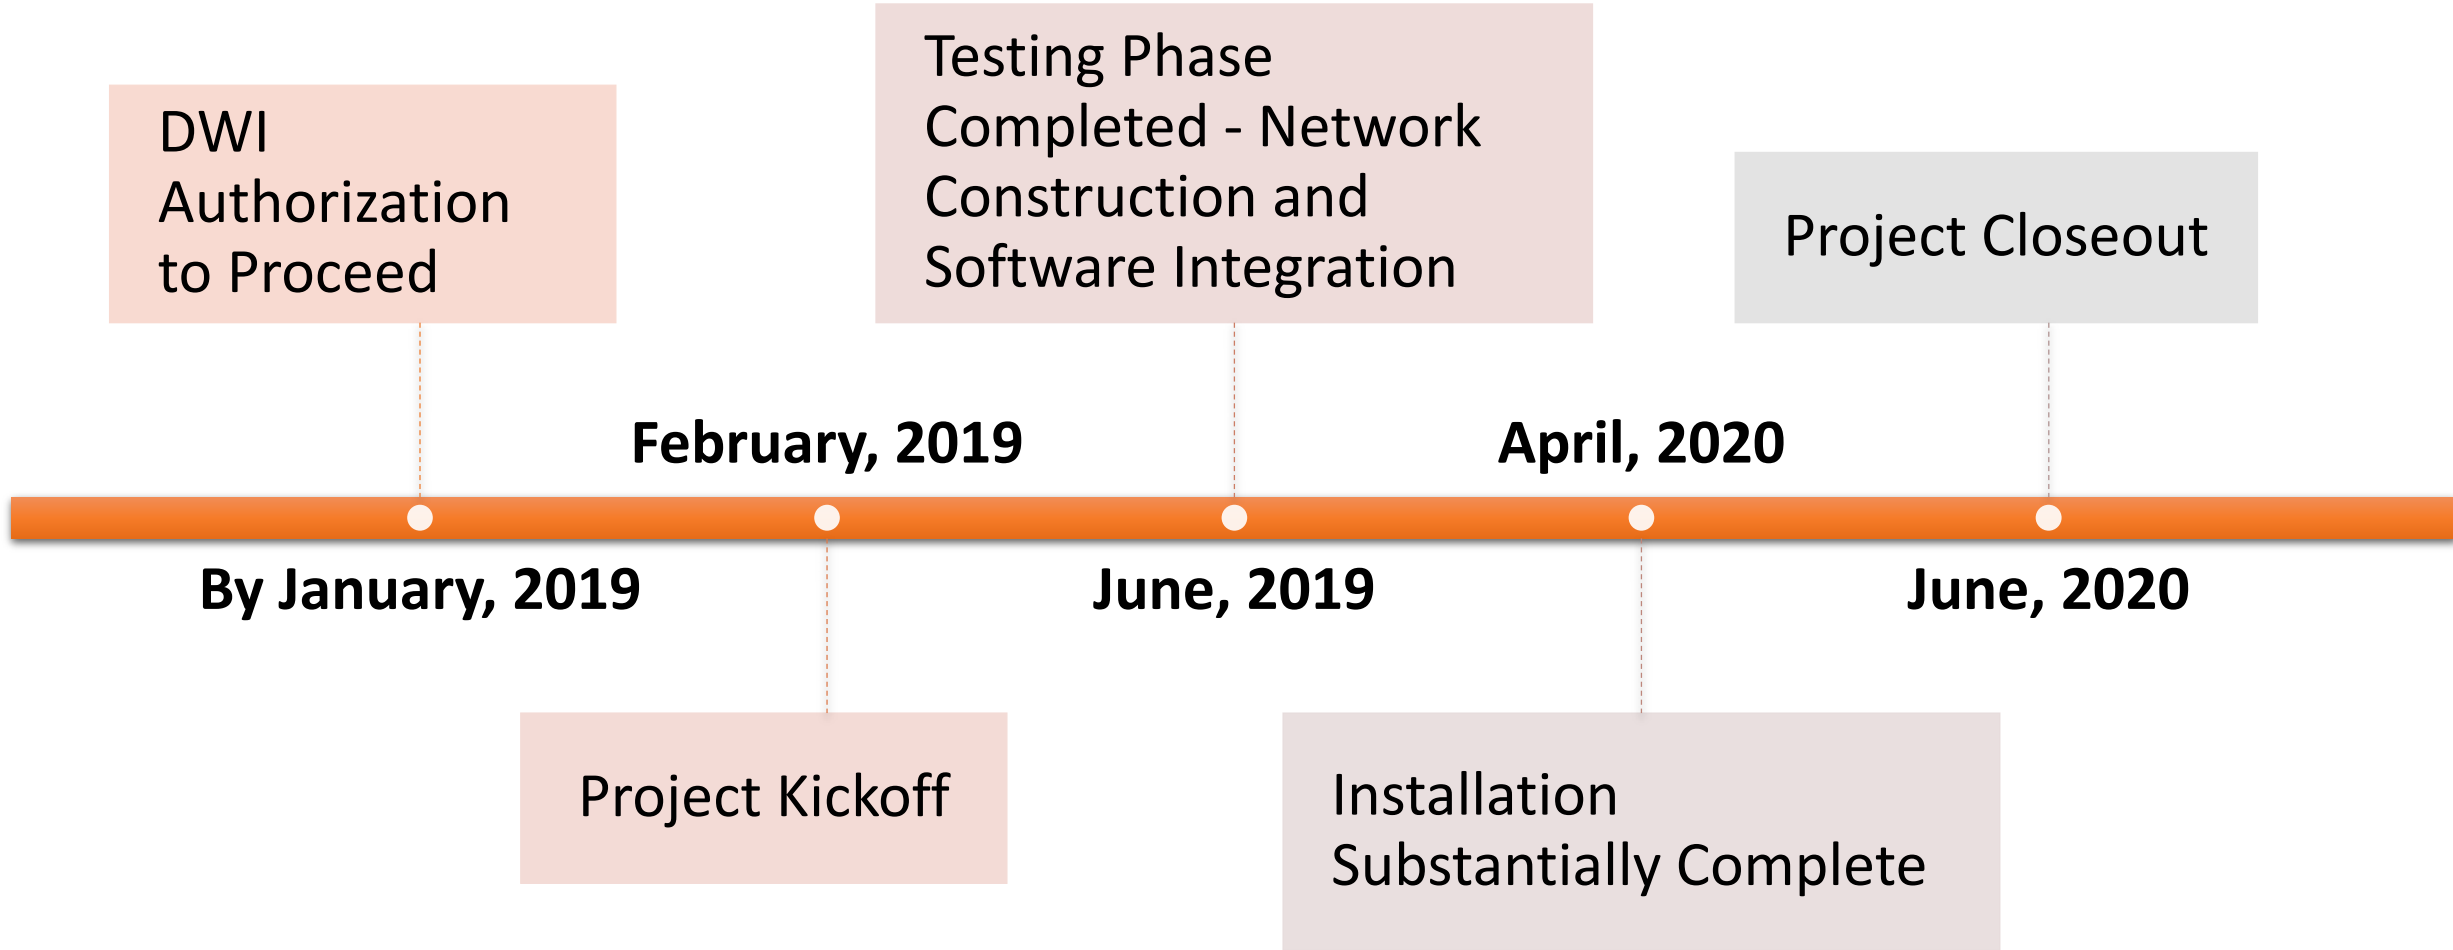 DWI
Authorization
to Proceed
By January, 2019
February, 2019
Project Kickoff
Testing Phase
Completed - Network
Construction and
Software Integration
June, 2019
April, 2020
Installation
Substantially Complete
Project Closeout
June, 2020